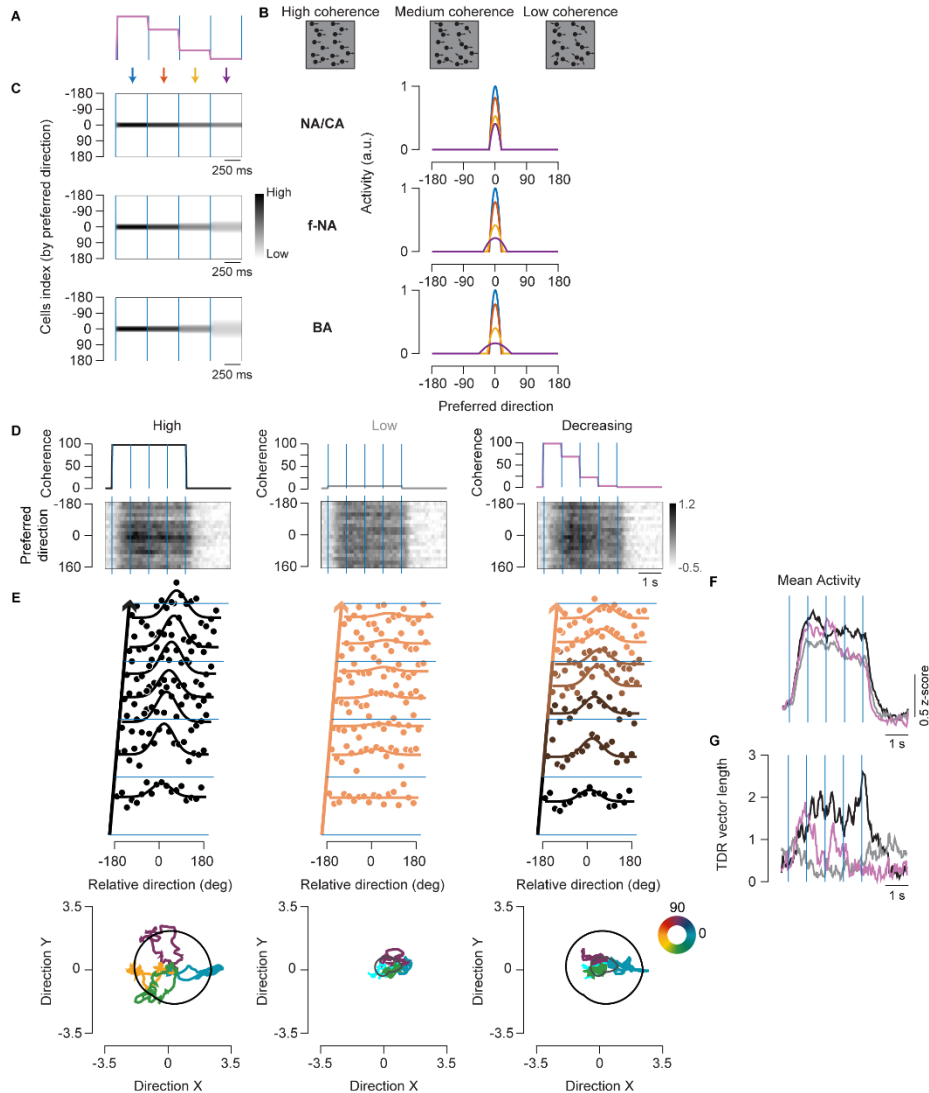 A
B
High coherence
Medium coherence
Low coherence
C
Cells index (by preferred direction)
-180
-90
0
90
180
250 ms
-180
-90
0
90
180
250 ms
High
Low
-180
-90
0
90
180
250 ms
NA/CA
f-NA
BA
Activity (a.u.)
1
1
-180 -90 0 90 180
1
0
-180 -90 0 90 180
1
0
-180 -90 0 90 180
Preferred direction
D
High
Low
Decreasing
Coherence
100
50
0
Coherence
100
50
0
Coherence
100
50
0
Preferred direction
-180
0
160
-180
0
160
-180
0
160
1.2
-0.5.
1 s
E
-180 0 180
Relative direction (deg)
-180 0 180
Relative direction (deg)
-180 0 180
Relative direction (deg)
F
Mean Activity
0.5 z-score
1 s
G
TDR vector length
3
2
1
0
1 s
Direction Y
3.5
0
-3.5
-3.5 0 3.5
Direction X
Direction Y
3.5
0
-3.5
-3.5 0 3.5
Direction X
Direction Y
3.5
0
-3.5
-3.5 0 3.5
Direction X
90
0